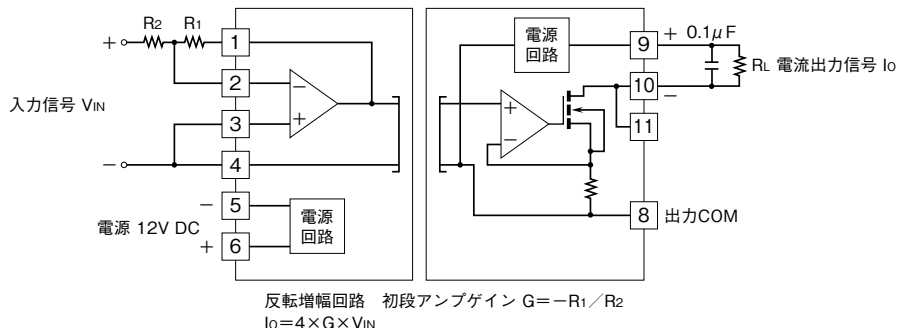 R2 R1
+
1
2
3
4
5
6
−
+
入力信号 VIN
−
−
電源 12V DC
+
電源
回路
電源
回路
+
−
9
10
11
8
+ 0.1μF
RL 電流出力信号 IO
−
出力COM
反転増幅回路 初段アンプゲイン G=−R1/R2
IO=4×G×VIN